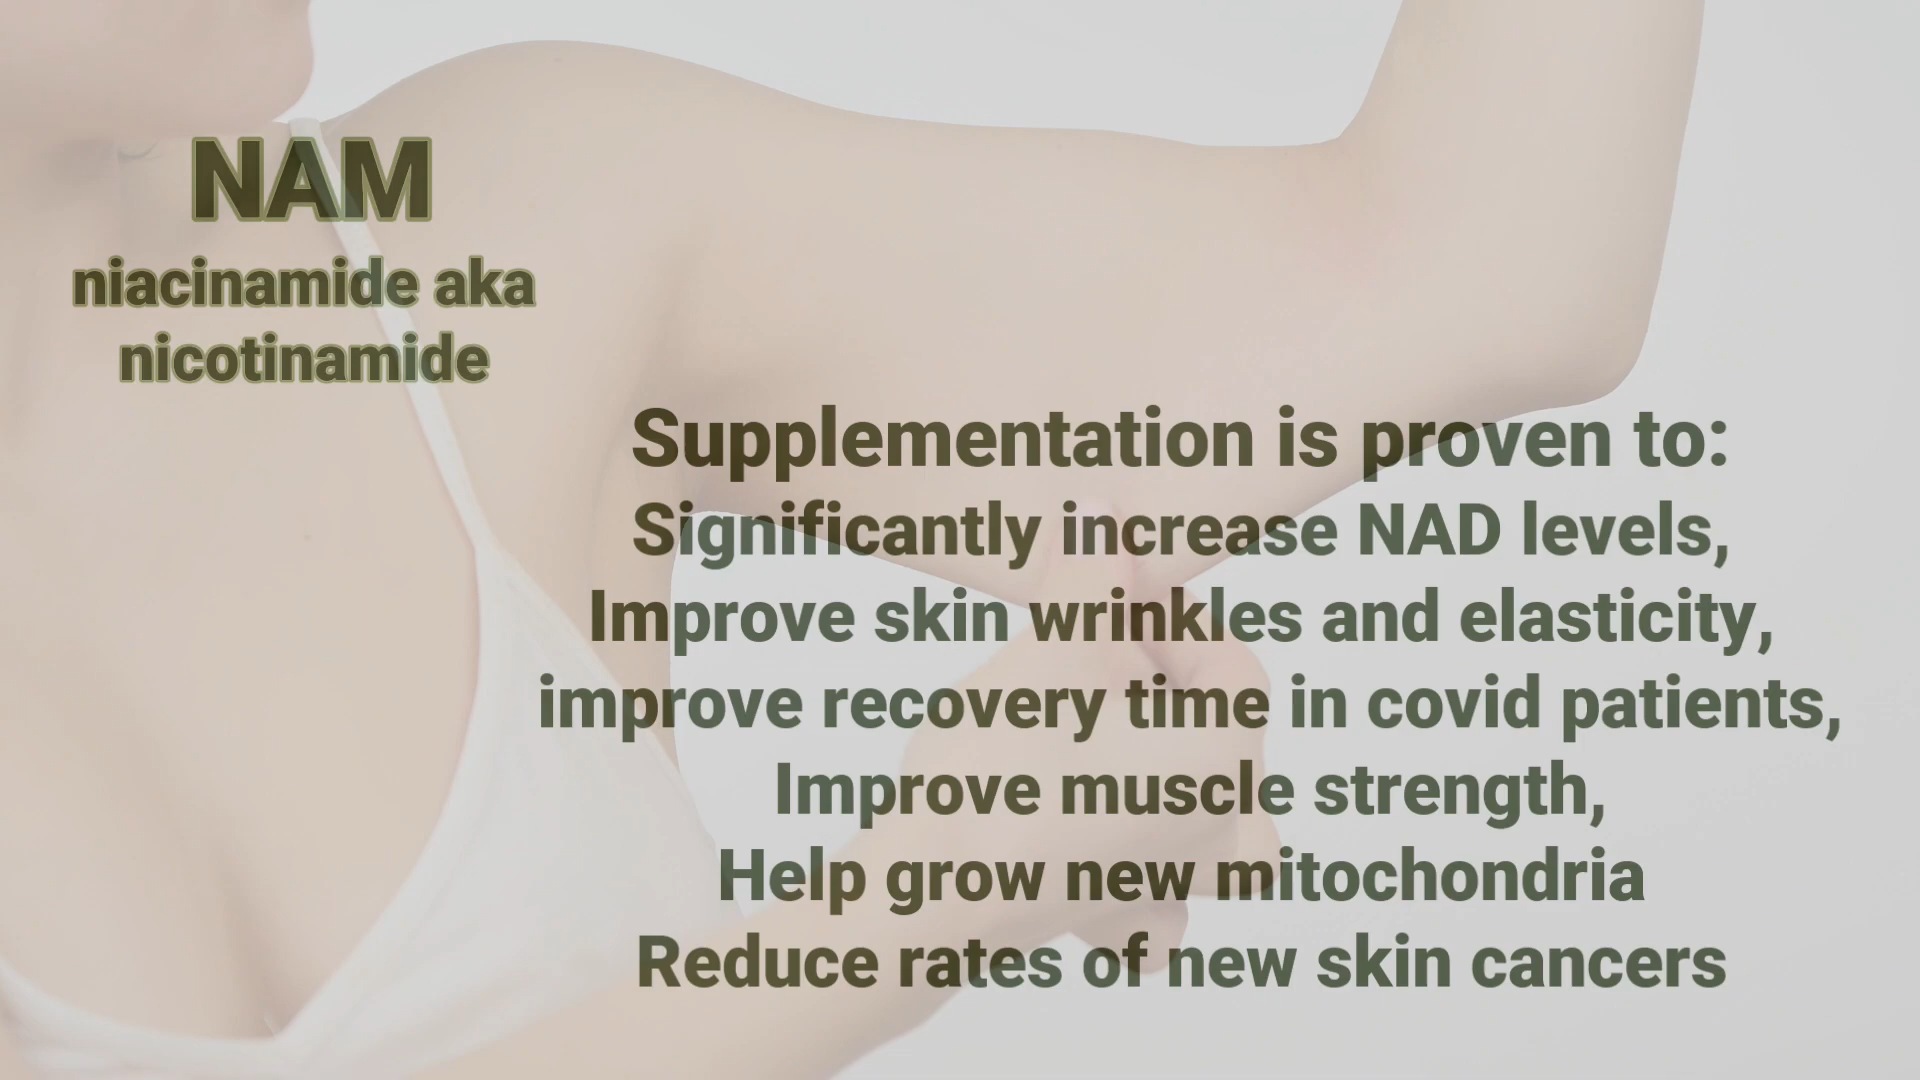 NAM
niacinamide aka
nicotinamide
Supplementation is proven to:
Significantly increase NAD levels,
Improve skin wrinkles and elasticity,
improve recovery time in covid patients,
Improve muscle strength,
Help grow new mitochondria
Reduce rates of new skin cancers